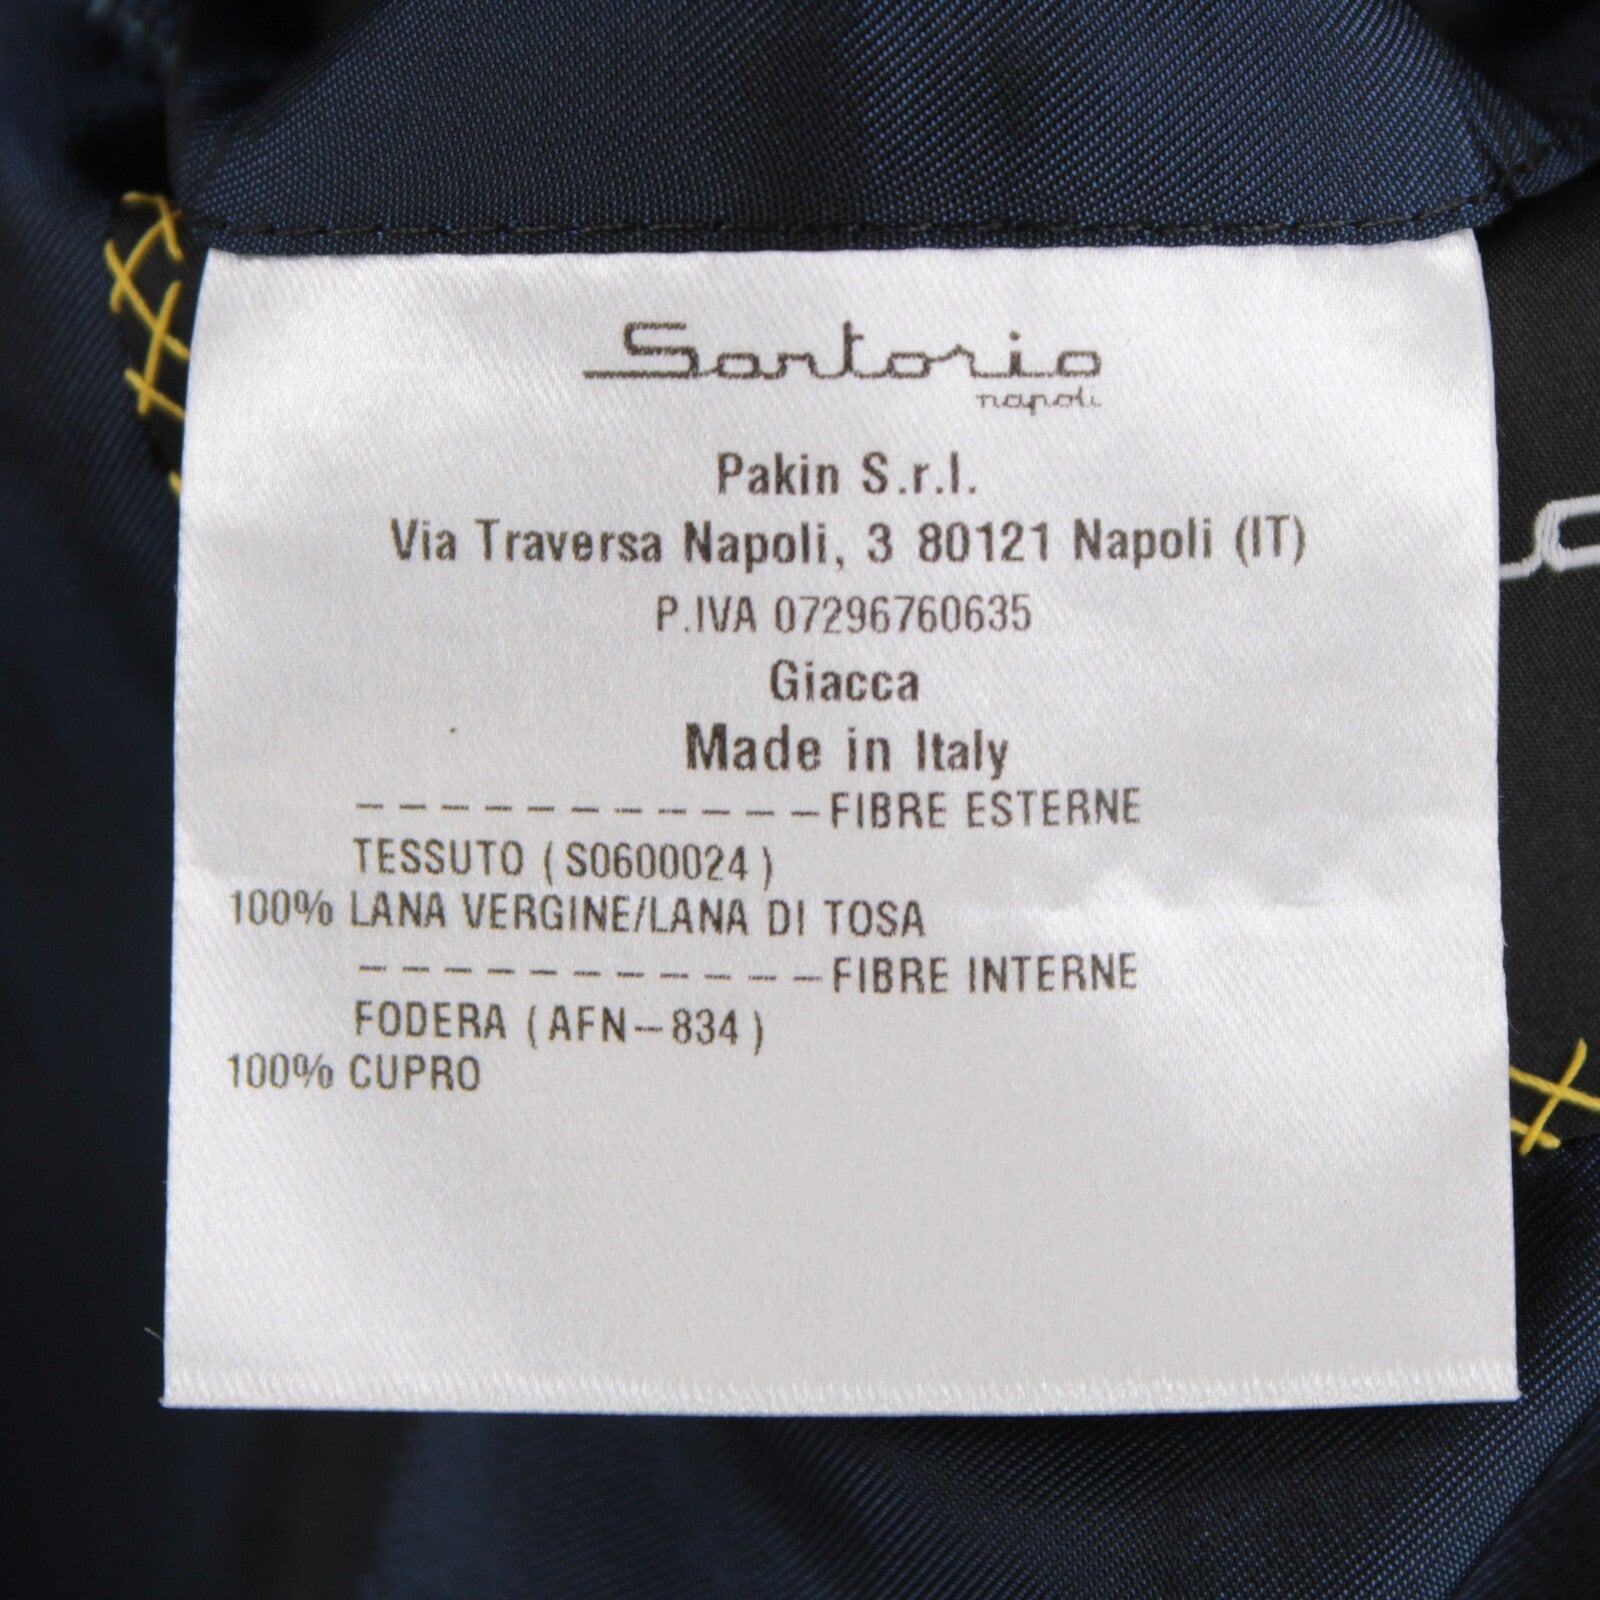 Sartorio
napoli
Pakin S.r.l.
Via Traversa Napoli, 3 80121 Napoli (IT)
P.IVA 07296760635
Giacca
Made in Italy
-----------FIBRE ESTERNE
TESSUTO (S0600024)
100% LANA VERGINE/LANA DI TOSA
-----------FIBRE INTERNE
FODERA (AFN-834)
100% CUPRO